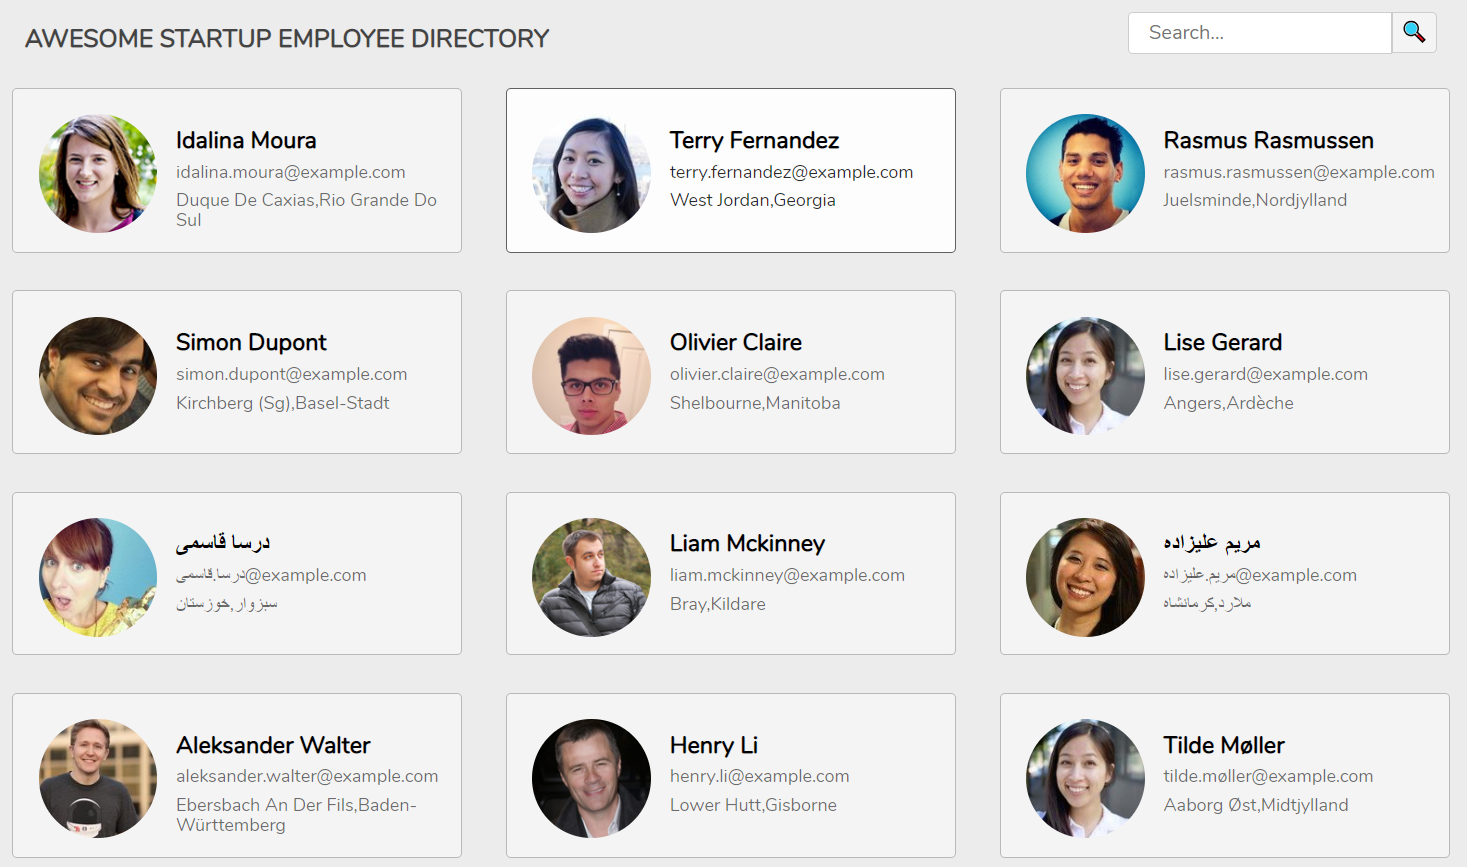 AWESOME STARTUP EMPLOYEE DIRECTORY
Search...
Idalina Moura
idalina.moura@example.com
Duque De Caxias,Rio Grande Do
Sul
Terry Fernandez
terry.fernandez@example.com
West Jordan,Georgia
Rasmus Rasmussen
rasmus.rasmussen@example.com
Juelsminde,Nordjylland
Simon Dupont
simon.dupont@example.com
Kirchberg (Sg),Basel-Stadt
Olivier Claire
olivier.claire@example.com
Shelbourne,Manitoba
Lise Gerard
lise.gerard@example.com
Angers,Ardèche
درسا قاسمی
درسا.قاسمی@example.com
سبزوار,خوزستان
Liam Mckinney
liam.mckinney@example.com
Bray,Kildare
مریم علیزاده
مریم.علیزاده@example.com
ملارد,کرمانشاه
Aleksander Walter
aleksander.walter@example.com
Ebersbach An Der Fils,Baden-
Württemberg
Henry Li
henry.li@example.com
Lower Hutt,Gisborne
Tilde Møller
tilde.møller@example.com
Aaborg Øst,Midtjylland